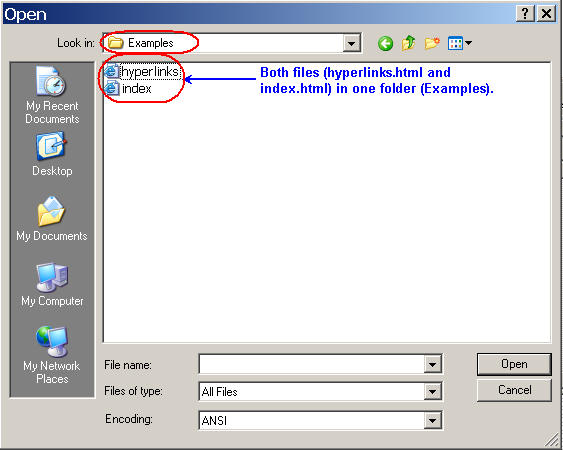 Open
Look in:
Examples
hyperlinks
index
Both files (hyperlinks.html and
index.html) in one folder (Examples).
My Recent
Documents
Desktop
My Documents
My Computer
My Network
Places
File name:
Open
Files of type:
All Files
Cancel
Encoding:
ANSI